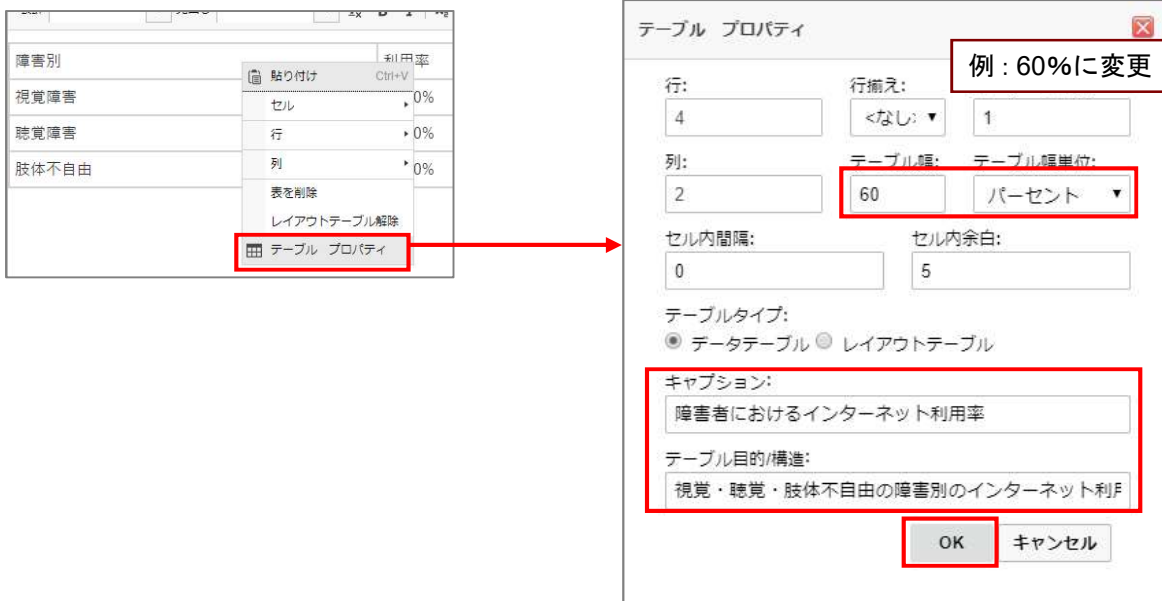 障害別
利用率
視覚障害
0%
聴覚障害
0%
肢体不自由
0%
貼り付け Ctrl+V
セル
行
列
表を削除
レイアウトテーブル解除
テーブル プロパティ
テーブル プロパティ
例：60%に変更
行:
行揃え:
4
<なし>
1
列:
テーブル幅:
テーブル幅単位:
2
60
パーセント
セル内間隔:
セル内余白:
0
5
テーブルタイプ:
データテーブル
レイアウトテーブル
キャプション:
障害者におけるインターネット利用率
テーブル目的/構造:
視覚・聴覚・肢体不自由の障害別のインターネット利
OK
キャンセル